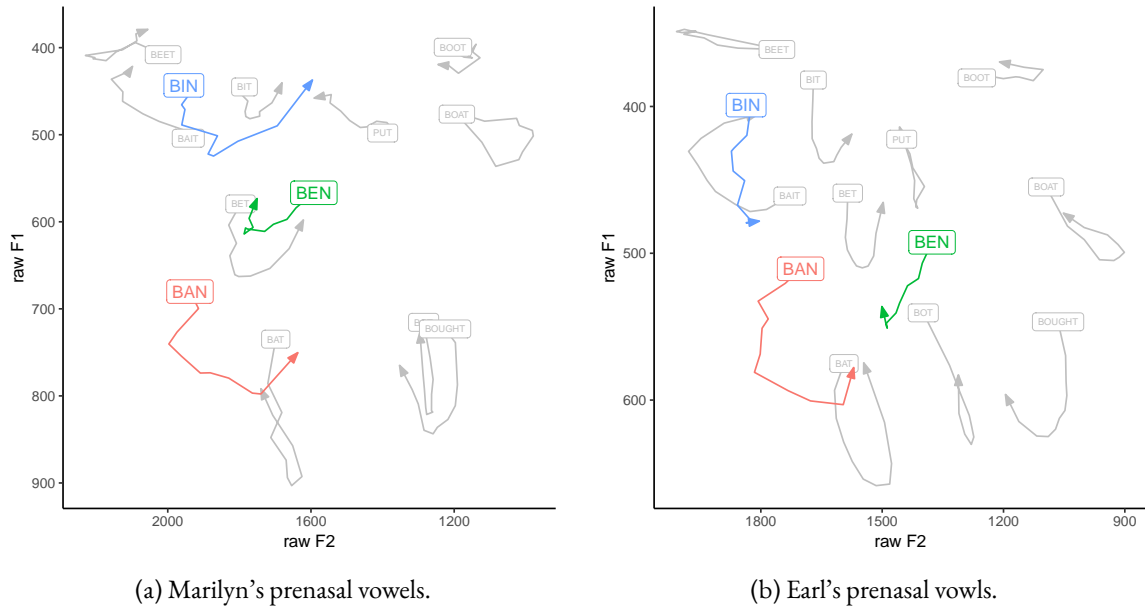 400
500
600
700
800
900
raw F1
BEET
BOOT
BIN
BIT
BOAT
BAIT
PUT
BET
BEN
BAN
BAT
BOUGHT
2000
1600
1200
raw F2
(a) Marilyn's prenasal vowels.
400
500
600
raw F1
BEET
BOOT
BIT
BIN
PUT
BOAT
BET
BAIT
BEN
BAN
BOT
BOUGHT
BAT
1800
1500
1200
900
raw F2
(b) Earl's prenasal vowls.